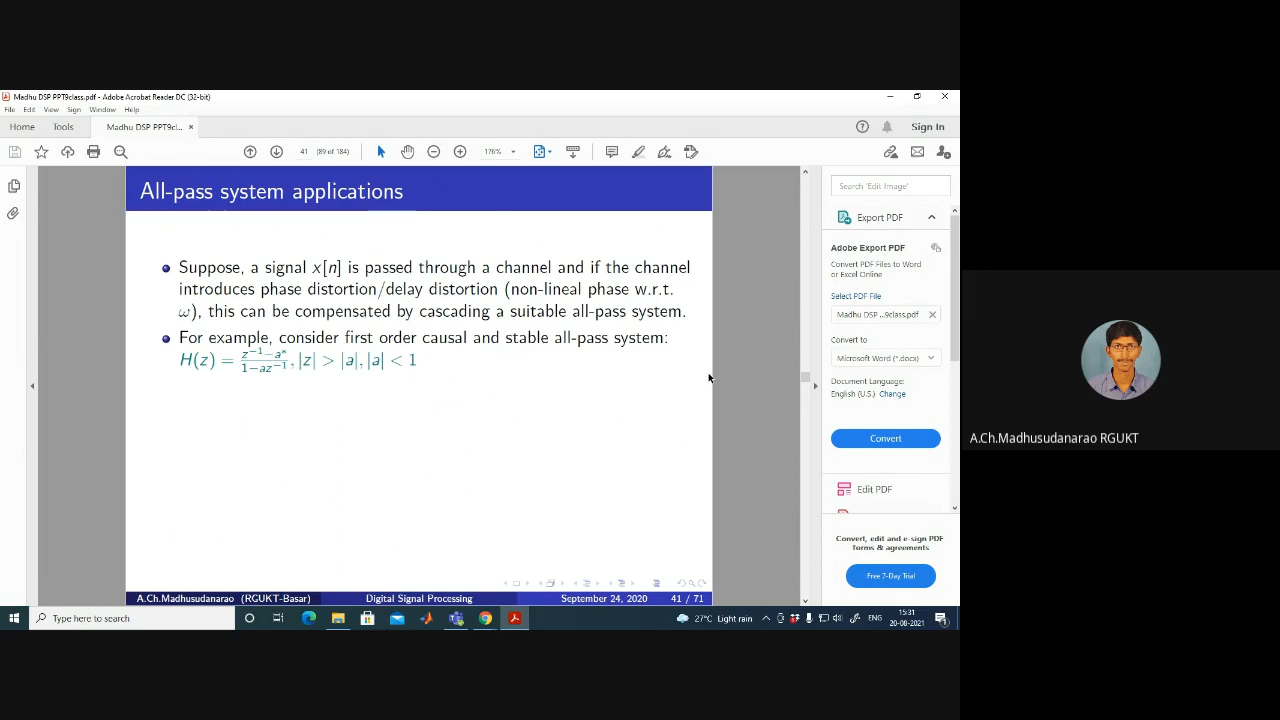 Madhu DSP PPT9class.pdf - Adobe Acrobat Reader DC (32-bit)
File Edit View Sign Window Help
Home Tools Madhu DSP PPT9cl... × Sign In
41 (89 of 184) 176%
All-pass system applications
Suppose, a signal x[n] is passed through a channel and if the channel
introduces phase distortion/delay distortion (non-lineal phase w.r.t.
ω), this can be compensated by cascading a suitable all-pass system.
For example, consider first order causal and stable all-pass system:
H(z) = \frac{z^{-1}-a^*}{1-az^{-1}}, |z| > |a|, |a| < 1
A.Ch.Madhusudanarao (RGUKT-Basar) Digital Signal Processing September 24, 2020 41 / 71
Search 'Edit Image'
Export PDF
Adobe Export PDF
Convert PDF Files to Word
or Excel Online
Select PDF File
Madhu DSP ...9class.pdf
Convert to
Microsoft Word (*.docx)
Document Language:
English (U.S.) Change
Convert
Edit PDF
Convert, edit and e-sign PDF
forms & agreements
Free 7-Day Trial
A.Ch.Madhusudanarao RGUKT
Type here to search
27°C Light rain ENG
15:31
20-08-2021